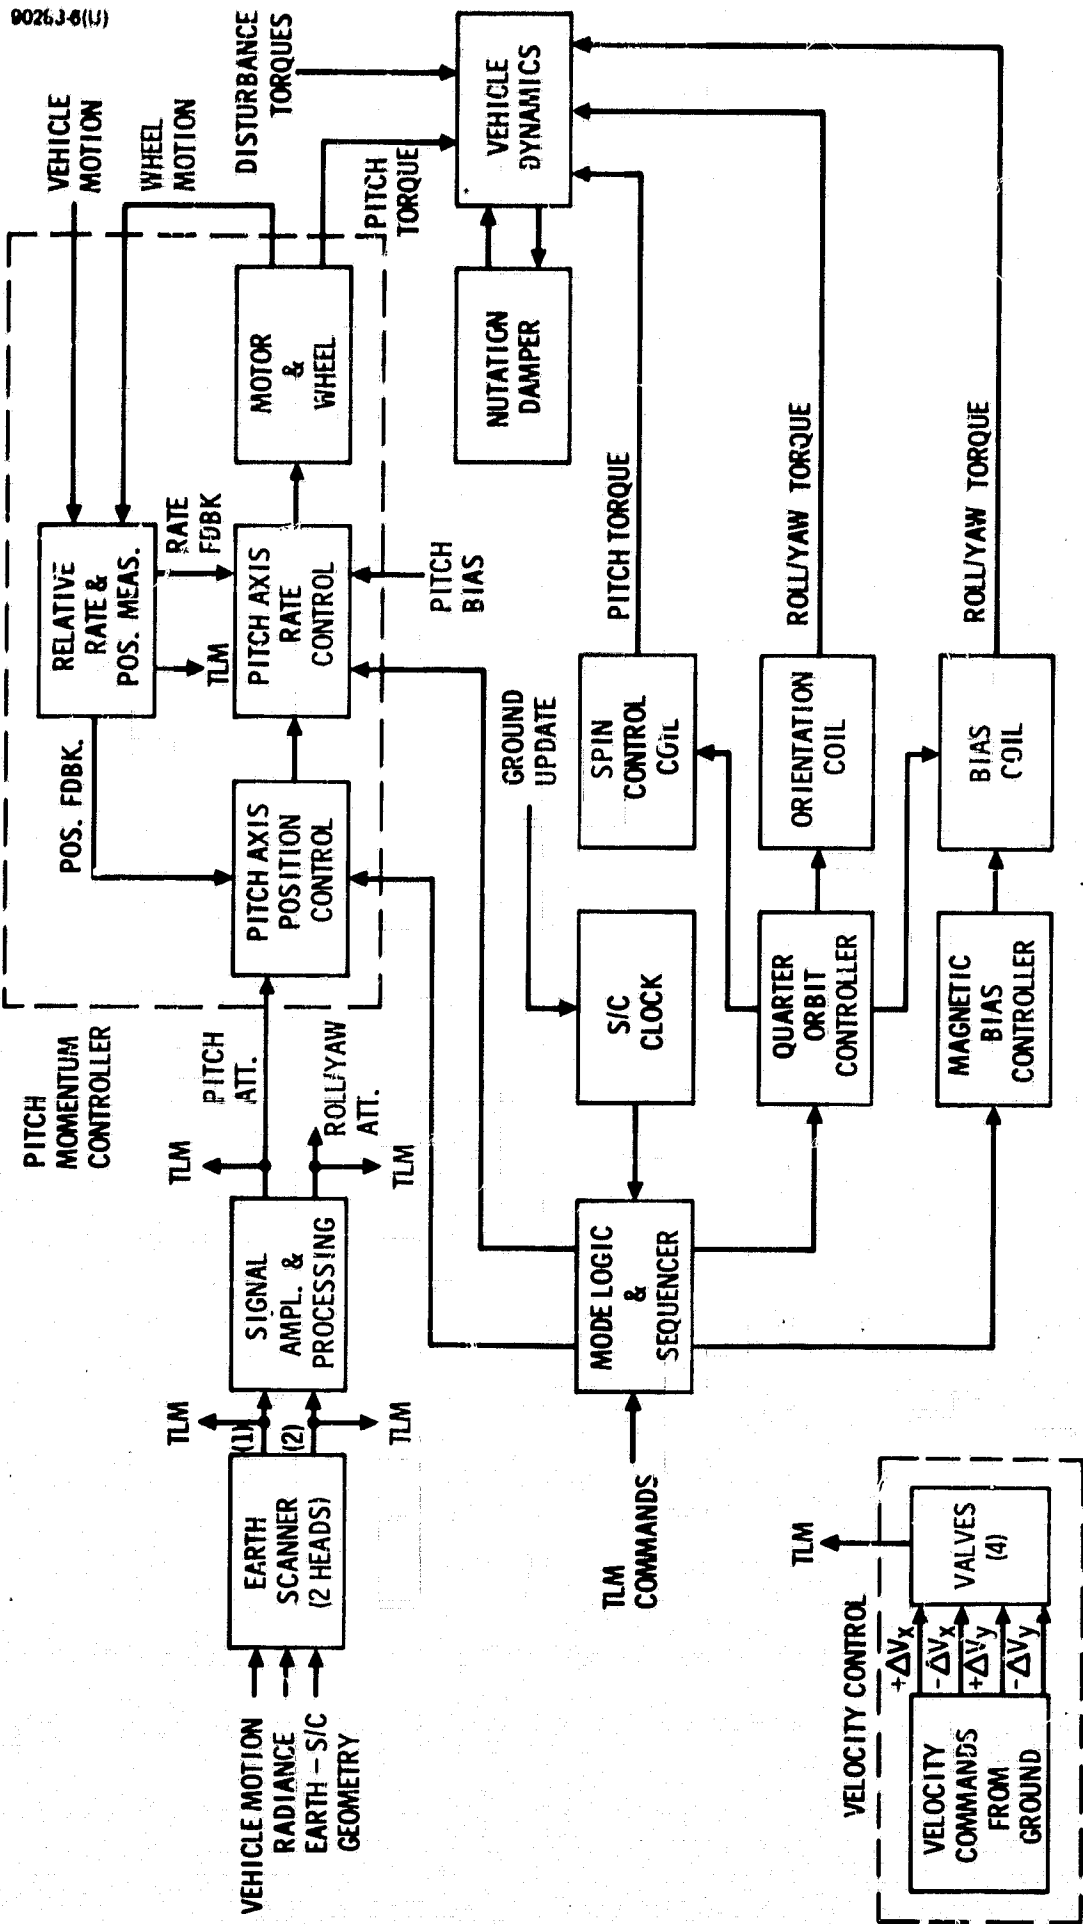 90263-6(U)
VEHICLE MOTION
RADIANCE
EARTH – S/C
GEOMETRY
EARTH
SCANNER
(2 HEADS)
TLM
(1)
(2)
TLM
SIGNAL
AMPL. &
PROCESSING
TLM
PITCH
ATT.
ROLL/YAW
ATT.
TLM
PITCH
MOMENTUM
CONTROLLER
POS. FDBK.
PITCH AXIS
POSITION
CONTROL
RELATIVE
RATE &
POS. MEAS.
TLM
RATE
FDBK
PITCH AXIS
RATE
CONTROL
PITCH
BIAS
VEHICLE
MOTION
WHEEL
MOTION
MOTOR
&
WHEEL
DISTURBANCE
TORQUES
PITCH
TORQUE
VEHICLE
DYNAMICS
NUTATION
DAMPER
GROUND
UPDATE
S/C
CLOCK
TLM
COMMANDS
MODE LOGIC
&
SEQUENCER
SPIN
CONTROL
COIL
PITCH TORQUE
QUARTER
ORBIT
CONTROLLER
ORIENTATION
COIL
ROLL/YAW TORQUE
MAGNETIC
BIAS
CONTROLLER
BIAS
COIL
ROLL/YAW TORQUE
VELOCITY CONTROL
VELOCITY
COMMANDS
FROM
GROUND
+ΔVx
-ΔVx
+ΔVy
-ΔVy
VALVES
(4)
TLM